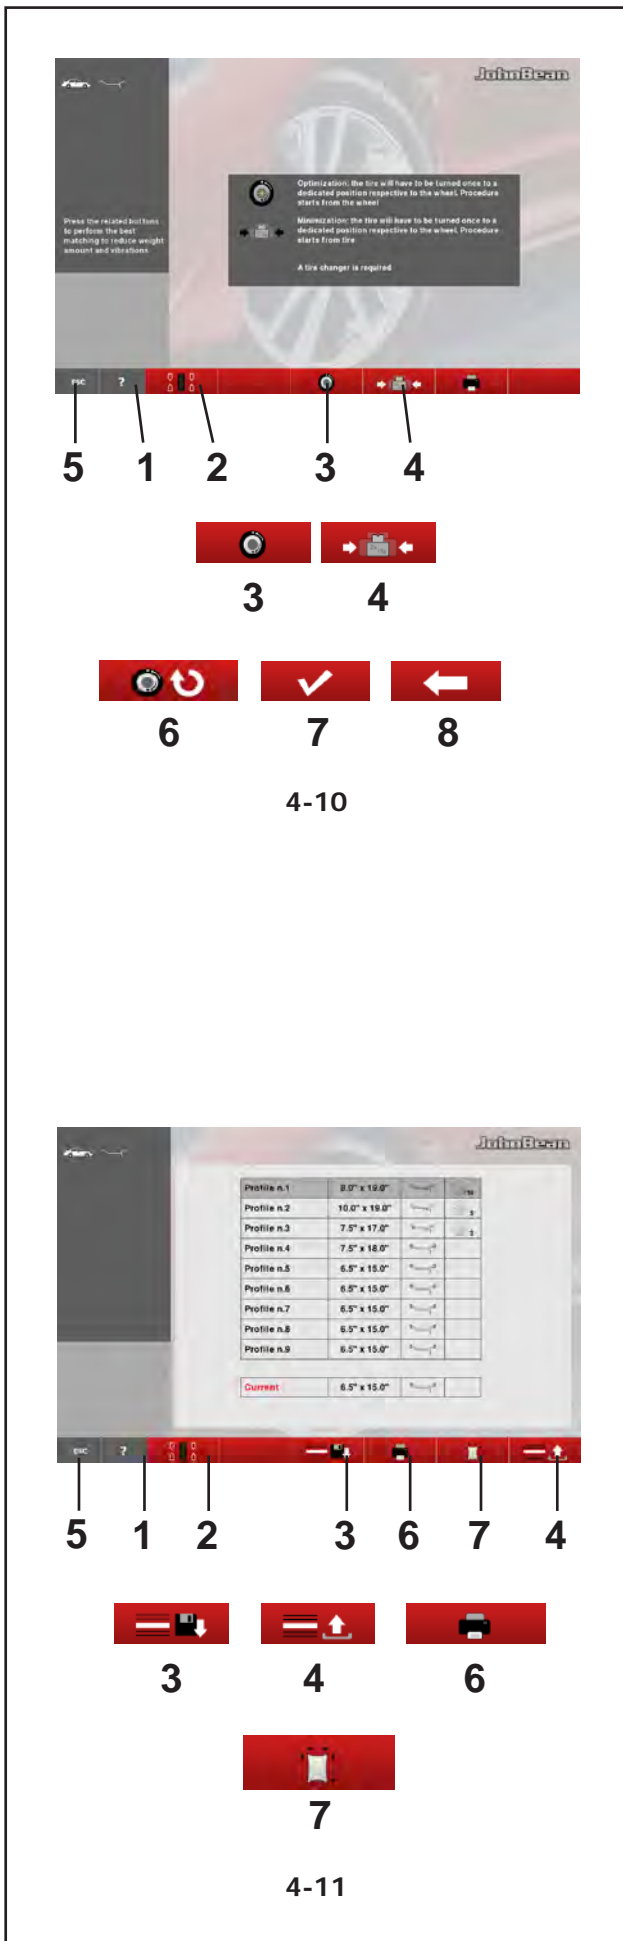 JohnBean
Optimization: the tire will have to be turned once to a
dedicated position respective to the wheel. Procedure
starts from the wheel
Minimization: the tire will have to be turned once to a
dedicated position respective to the wheel. Procedure
starts from tire
A tire changer is required
Press the related buttons
to perform the best
matching to reduce weight
amount and vibrations
ESC ?
5 1 2 3 4
3 4
6 7 8
4-10
JohnBean
Profile n.1 8.0" x 19.0"
Profile n.2 10.0" x 19.0"
Profile n.3 7.5" x 17.0"
Profile n.4 7.5" x 18.0"
Profile n.5 6.5" x 15.0"
Profile n.6 6.5" x 15.0"
Profile n.7 6.5" x 15.0"
Profile n.8 6.5" x 15.0"
Profile n.9 6.5" x 15.0"
Current 6.5" x 15.0"
ESC ?
5 1 2 3 6 7 4
3 4 6
7
4-11